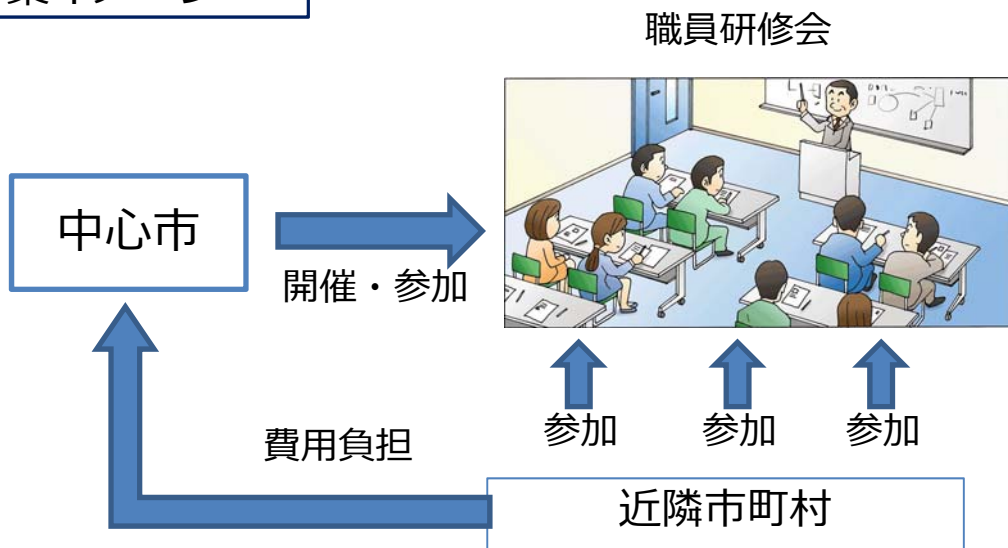 職員研修会
中心市
開催・参加
参加
参加
参加
費用負担
近隣市町村